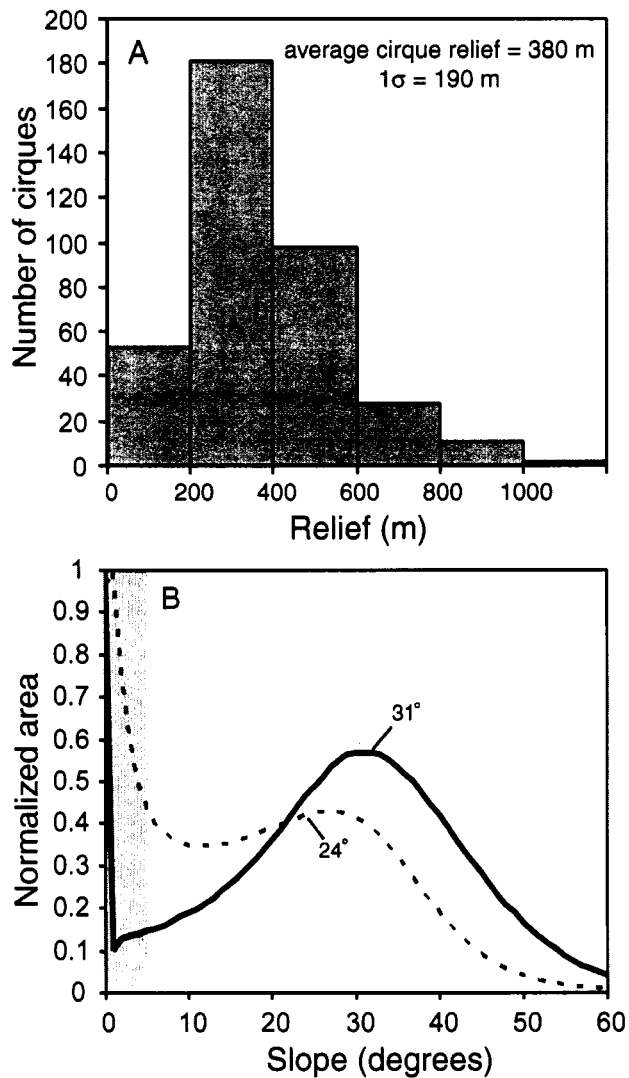 A
average cirque relief = 380 m
1σ = 190 m
Number of cirques
200
180
160
140
120
100
80
60
40
20
0
0 200 400 600 800 1000
Relief (m)
B
Normalized area
1
0.9
0.8
0.7
0.6
0.5
0.4
0.3
0.2
0.1
0
31°
24°
0 10 20 30 40 50 60
Slope (degrees)